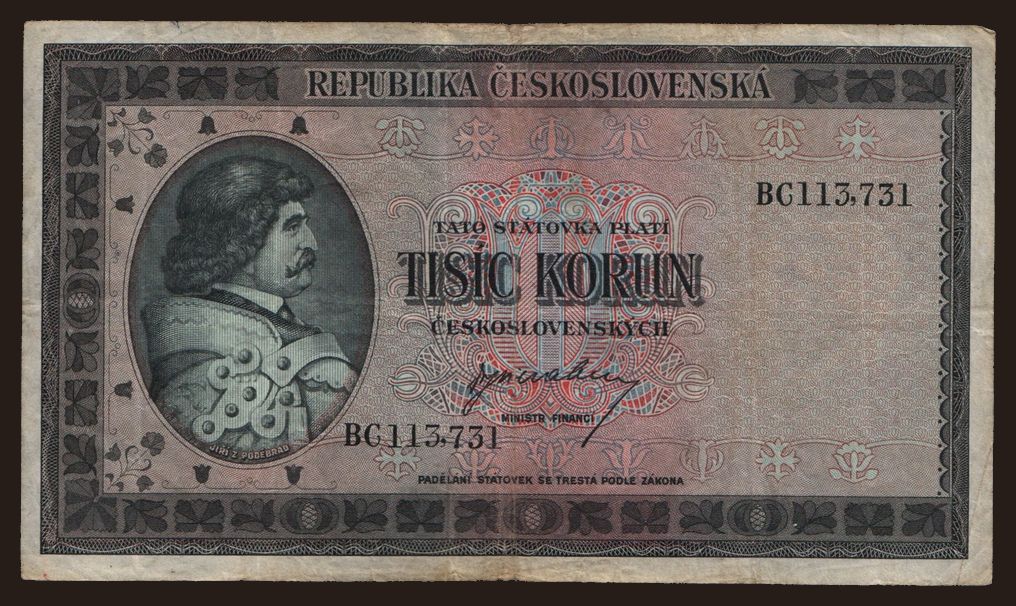 REPUBLIKA ČESKOSLOVENSKÁ
BC113,731
TATO STÁTOVKA PLATÍ
TISÍC KORUN
ČESKOSLOVENSKÝCH
MINISTR FINANCÍ
BC113,731
JIŘÍ Z PODĚBRAD
PADĚLÁNÍ STÁTOVEK SE TRESTÁ PODLE ZÁKONA